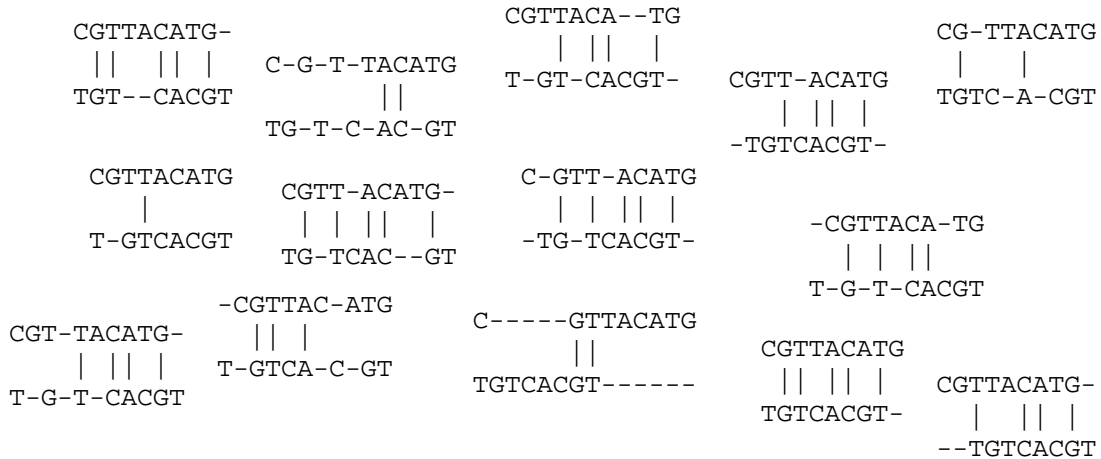 CGTTACATG-
 ||  || |
TGT--CACGT
C-G-T-TACATG
       ||
TG-T-C-AC-GT
CGTTACA--TG
   | ||  |
T-GT-CACGT-
CGTT-ACATG
   | || |
-TGTCACGT-
CG-TTACATG
 |   |
TGTC-A-CGT
CGTTACATG
   |
T-GTCACGT
CGTT-ACATG-
 | | ||  |
TG-TCAC--GT
C-GTT-ACATG
  | | || |
-TG-TCACGT-
-CGTTACA-TG
  | | ||
T-G-T-CACGT
CGT-TACATG-
    | || |
T-G-T-CACGT
-CGTTAC-ATG
  || |
T-GTCA-C-GT
C-----GTTACATG
      ||
TGTCACGT------
CGTTACATG
 || || |
TGTCACGT-
CGTTACATG-
  |  || |
--TGTCACGT